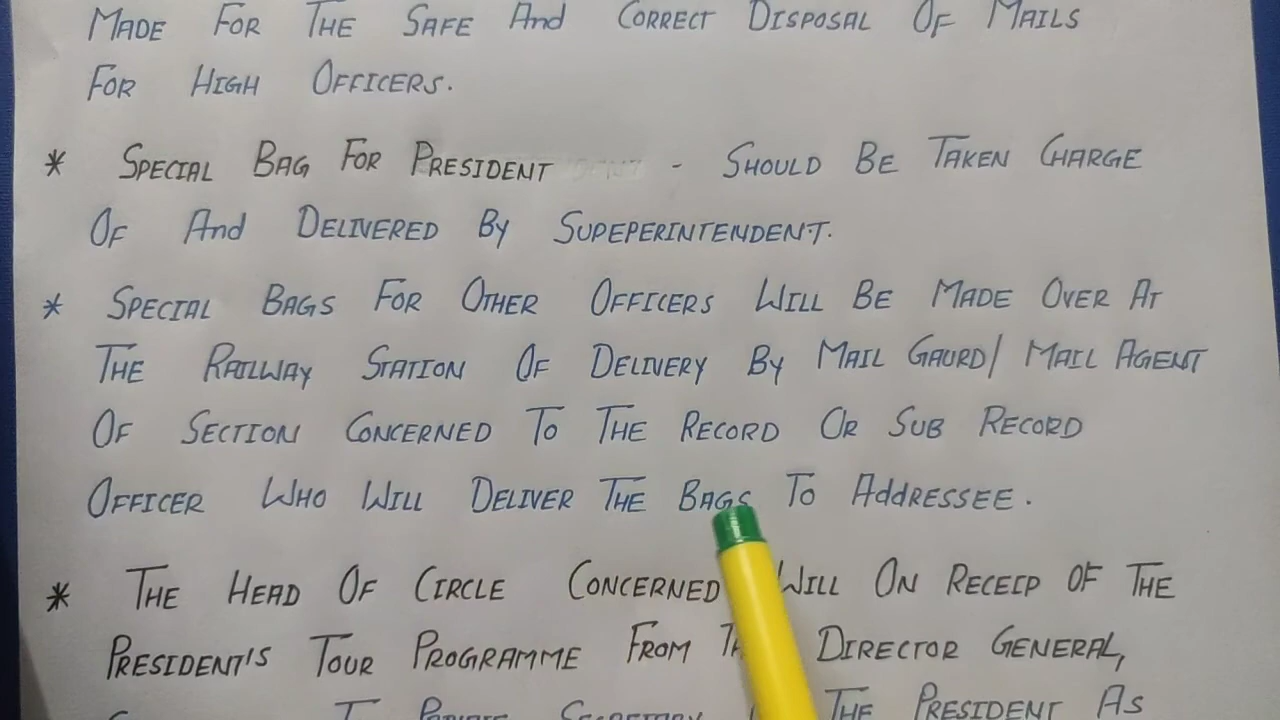 MADE FOR THE SAFE And CORRECT DISPOSAL OF MAILS
FOR HIGH OFFICERS.
* SPECIAL BAG FOR PRESIDENT - SHOULD BE TAKEN CHARGE
OF And DELIVERED By SUPEPERINTENDENT.
* SPECIAL BAGS FOR OTHER OFFICERS WILL BE MADE OVER AT
THE RAILWAY STATION OF DELIVERY By MAIL GAURD/ MAIL AGENT
OF SECTION CONCERNED TO THE RECORD OR SUB RECORD
OFFICER WHO WILL DELIVER THE BAGS TO AddRESSEE.
* THE HEAD OF CIRCLE CONCERNED WILL ON RECEIP OF THE
PRESIDENT'S TOUR PROGRAMME FROM DIRECTOR GENERAL,
THE PRESIDENT AS